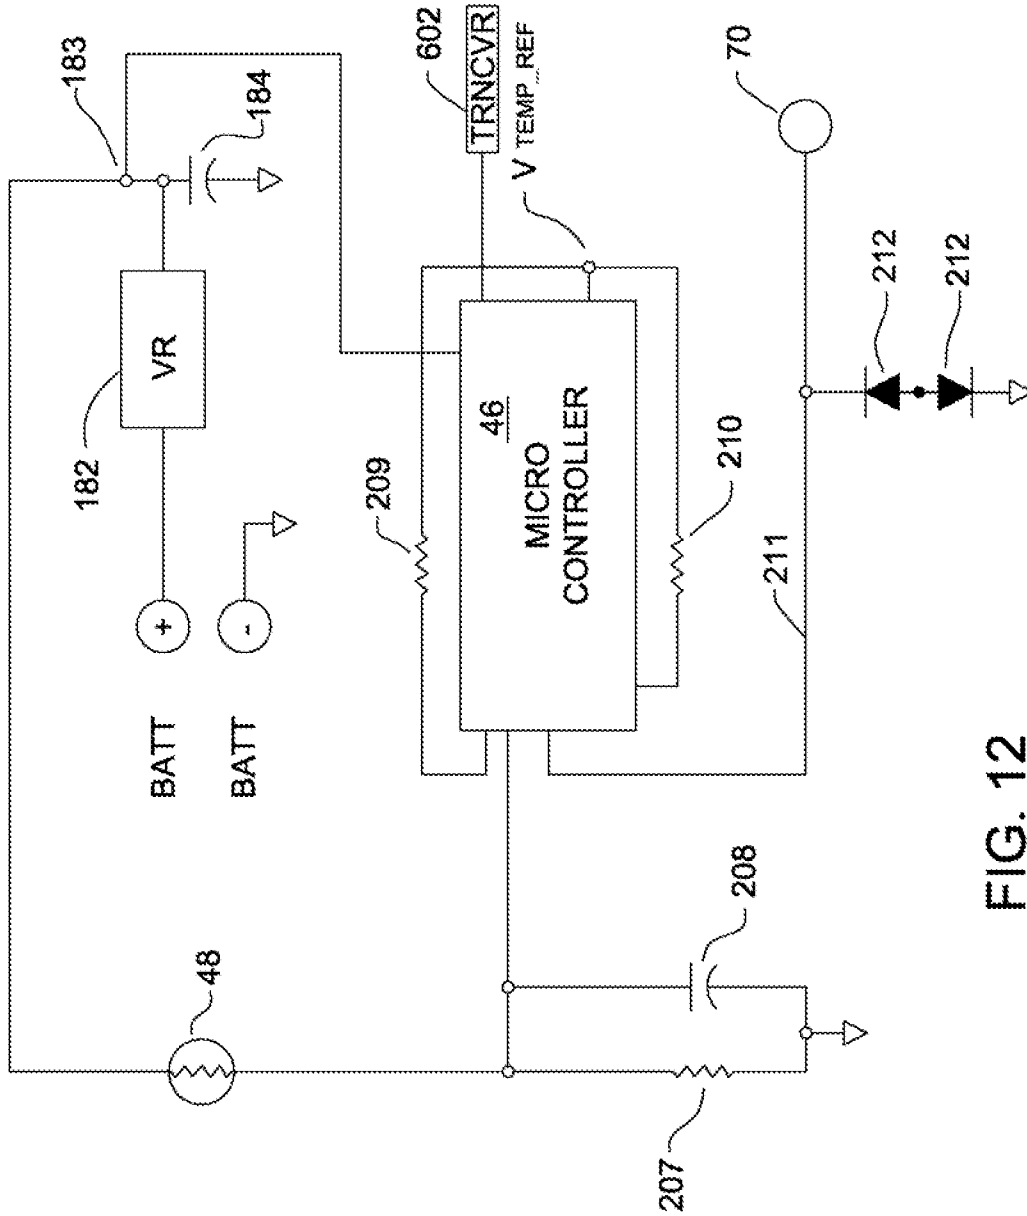 183
184
602
TRNCVR
V TEMP_REF
70
VR
182
209
46
MICRO
CONTROLLER
210
212
212
211
+
BATT
-
BATT
48
208
207
FIG. 12